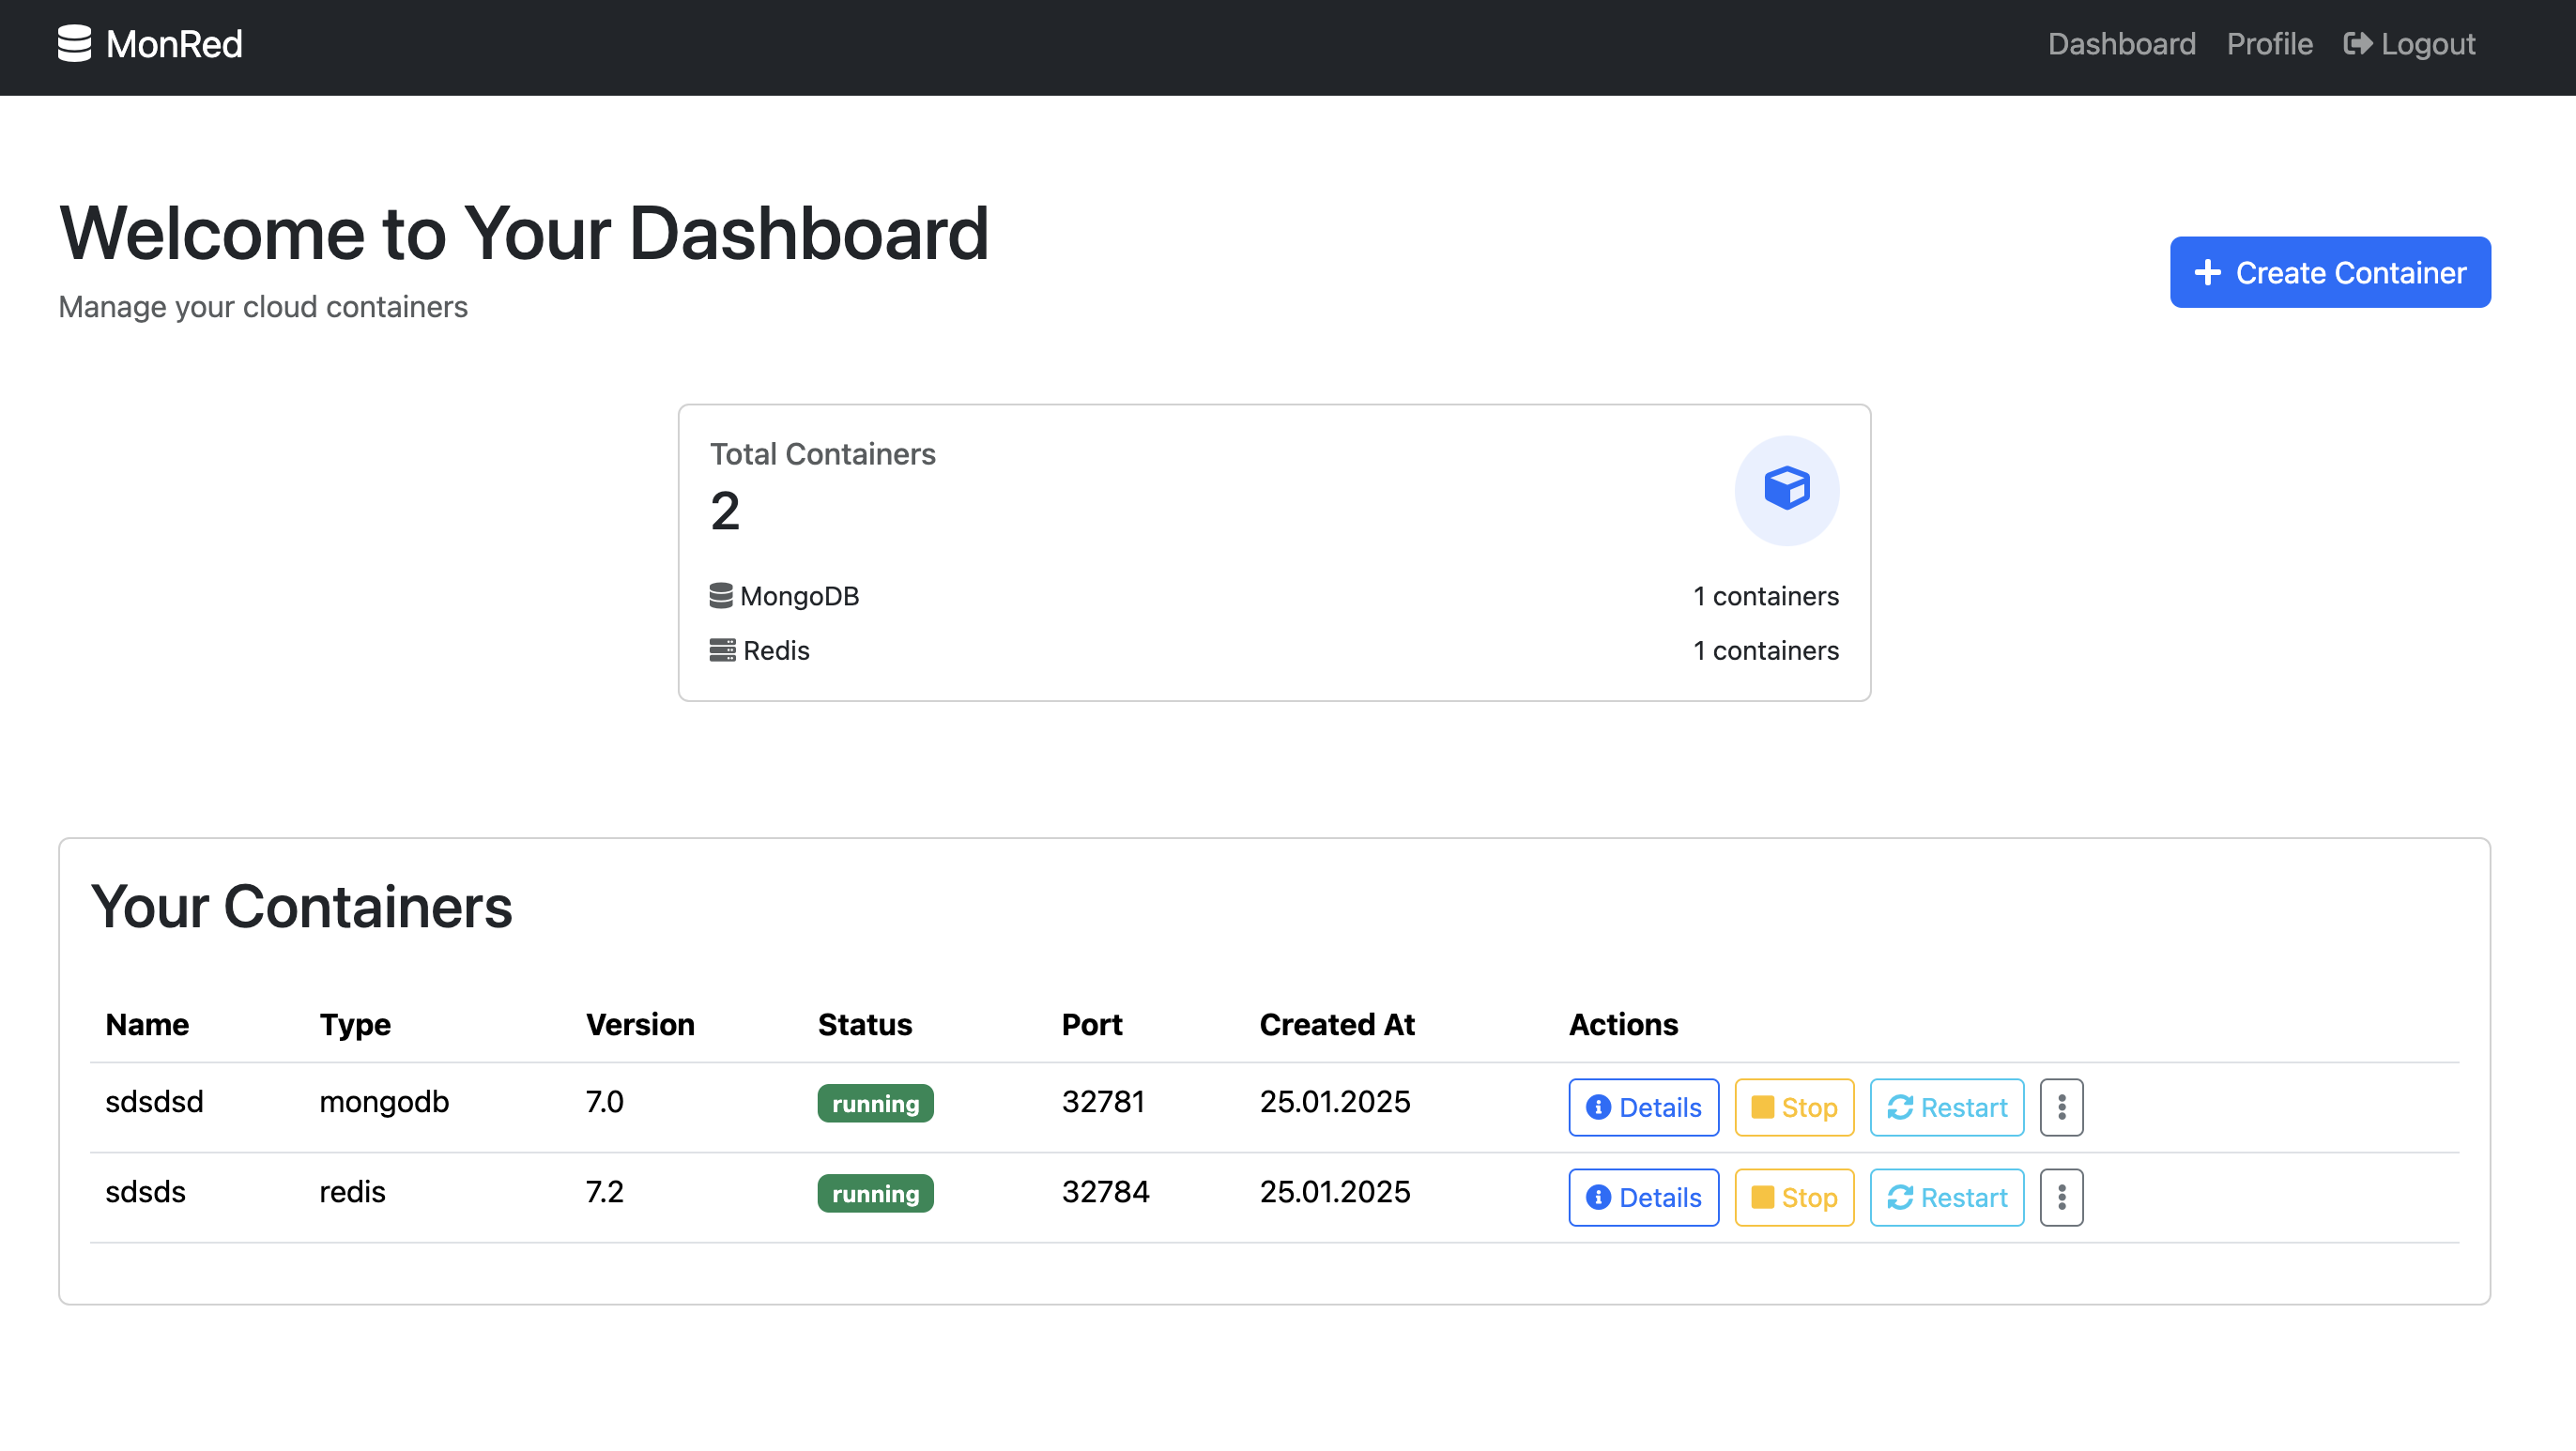 MonRed
Dashboard Profile Logout
Welcome to Your Dashboard
Manage your cloud containers
Create Container
Total Containers
2
MongoDB 1 containers
Redis 1 containers
Your Containers
Name Type Version Status Port Created At Actions
sdsdsd mongodb 7.0 running 32781 25.01.2025 Details Stop Restart
sdsds redis 7.2 running 32784 25.01.2025 Details Stop Restart